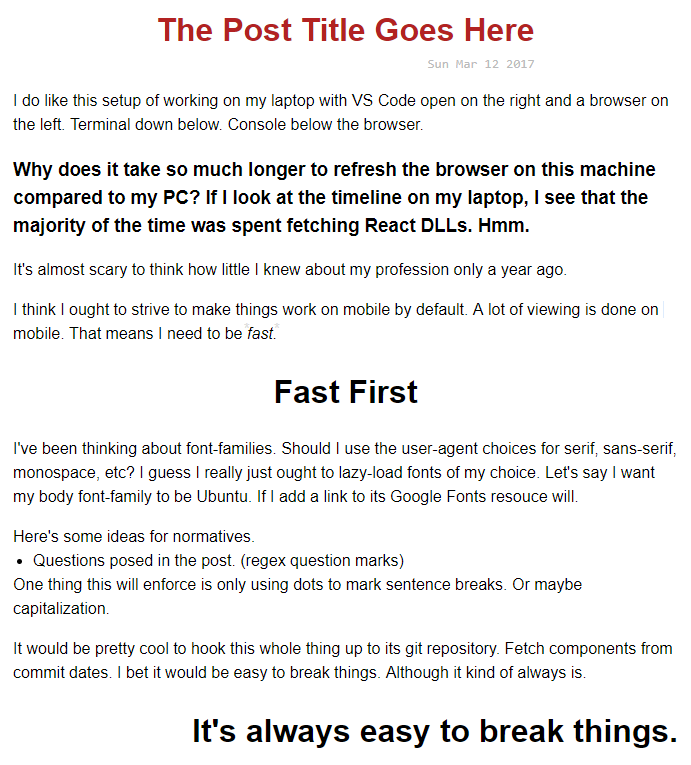 The Post Title Goes Here
Sun Mar 12 2017
I do like this setup of working on my laptop with VS Code open on the right and a browser on
the left. Terminal down below. Console below the browser.
Why does it take so much longer to refresh the browser on this machine
compared to my PC? If I look at the timeline on my laptop, I see that the
majority of the time was spent fetching React DLLs. Hmm.
It's almost scary to think how little I knew about my profession only a year ago.
I think I ought to strive to make things work on mobile by default. A lot of viewing is done on
mobile. That means I need to be fast.
Fast First
I've been thinking about font-families. Should I use the user-agent choices for serif, sans-serif,
monospace, etc? I guess I really just ought to lazy-load fonts of my choice. Let's say I want
my body font-family to be Ubuntu. If I add a link to its Google Fonts resouce will.
Here's some ideas for normatives.
• Questions posed in the post. (regex question marks)
One thing this will enforce is only using dots to mark sentence breaks. Or maybe
capitalization.
It would be pretty cool to hook this whole thing up to its git repository. Fetch components from
commit dates. I bet it would be easy to break things. Although it kind of always is.
It's always easy to break things.